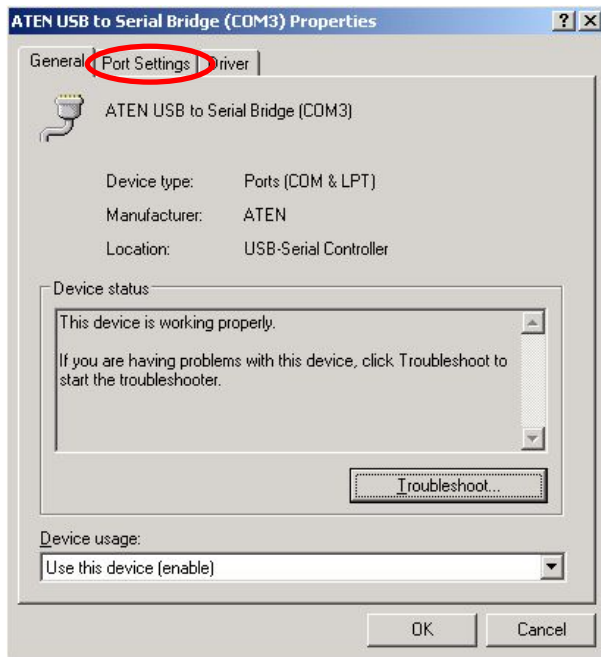 ATEN USB to Serial Bridge (COM3) Properties
General Port Settings Driver
ATEN USB to Serial Bridge (COM3)
Device type: Ports (COM & LPT)
Manufacturer: ATEN
Location: USB-Serial Controller
Device status
This device is working properly.
If you are having problems with this device, click Troubleshoot to
start the troubleshooter.
Troubleshoot...
Device usage:
Use this device (enable)
OK Cancel